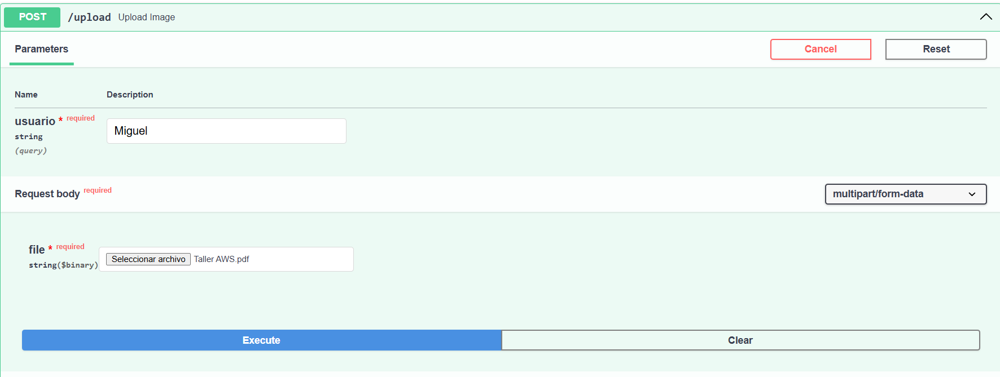 POST /upload Upload Image
Parameters
Cancel
Reset
Name Description
usuario * required
string
(query)
Miguel
Request body required
multipart/form-data
file * required
string($binary)
Seleccionar archivo Taller AWS.pdf
Execute
Clear